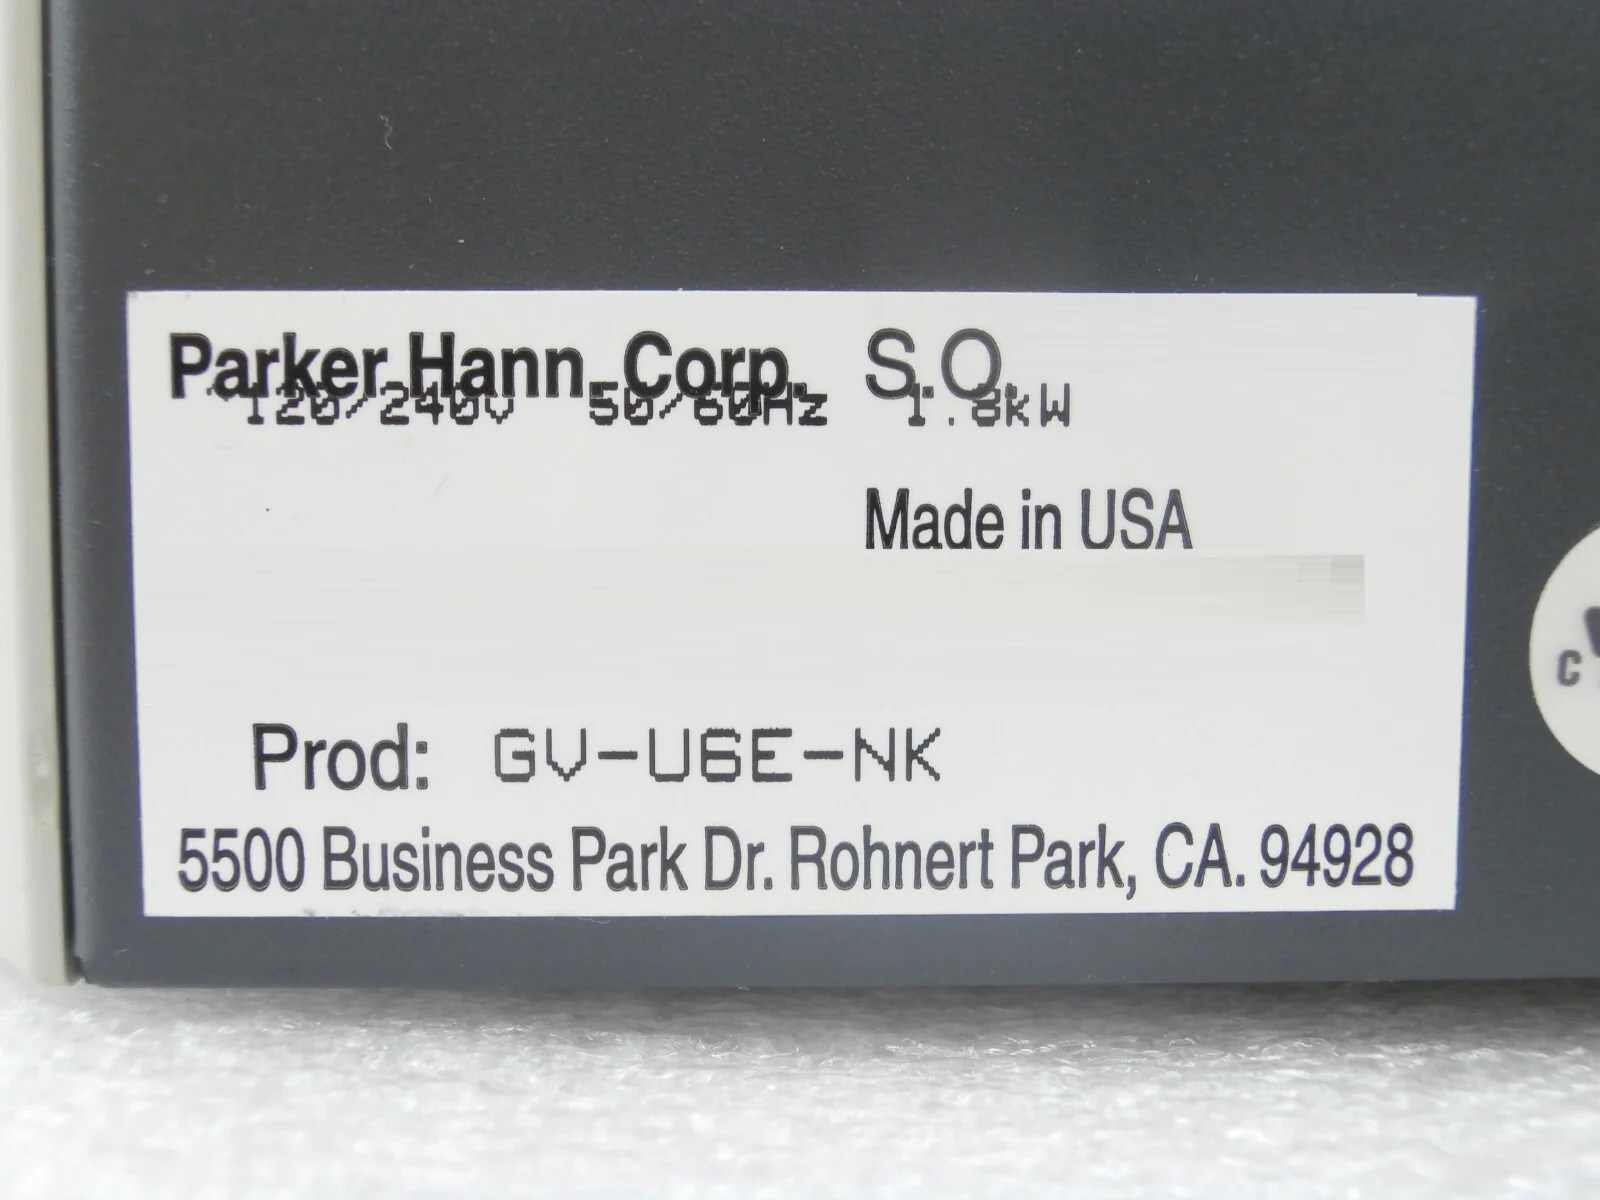 Parker Hann. Corp. S.O.
120/240V 50/60Hz 1.8kW
Made in USA
Prod: GV-U6E-NK
5500 Business Park Dr. Rohnert Park, CA. 94928
C